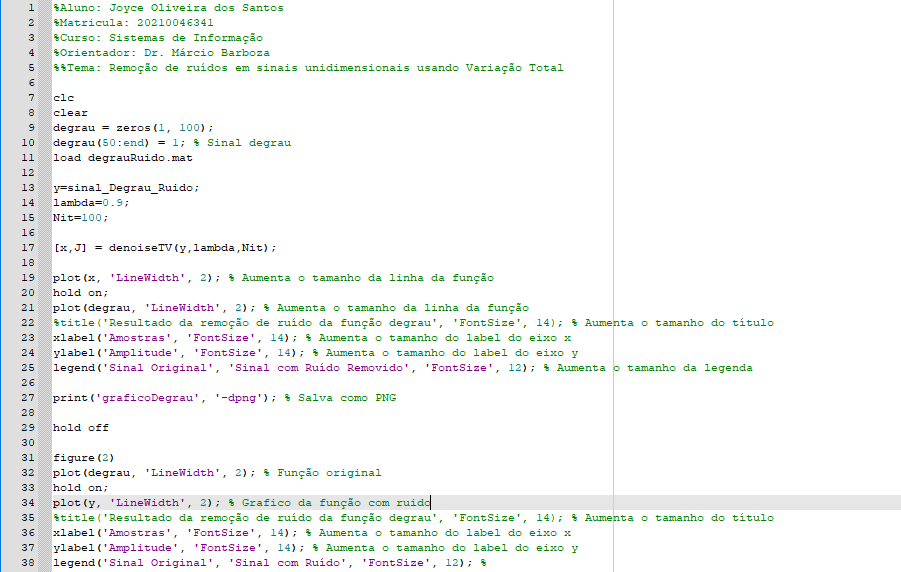 1 %Aluno: Joyce Oliveira dos Santos
2 %Matricula: 20210046341
3 %Curso: Sistemas de Informação
4 %Orientador: Dr. Márcio Barboza
5 %%Tema: Remoção de ruídos em sinais unidimensionais usando Variação Total
6
7 clc
8 clear
9 degrau = zeros(1, 100);
10 degrau(50:end) = 1; % Sinal degrau
11 load degrauRuido.mat
12
13 y=sinal_Degrau_Ruido;
14 lambda=0.9;
15 Nit=100;
16
17 [x,J] = denoiseTV(y,lambda,Nit);
18
19 plot(x, 'LineWidth', 2); % Aumenta o tamanho da linha da função
20 hold on;
21 plot(degrau, 'LineWidth', 2); % Aumenta o tamanho da linha da função
22 %title('Resultado da remoção de ruído da função degrau', 'FontSize', 14); % Aumenta o tamanho do título
23 xlabel('Amostras', 'FontSize', 14); % Aumenta o tamanho do label do eixo x
24 ylabel('Amplitude', 'FontSize', 14); % Aumenta o tamanho do label do eixo y
25 legend('Sinal Original', 'Sinal com Ruído Removido', 'FontSize', 12); % Aumenta o tamanho da legenda
26
27 print('graficoDegrau', '-dpng'); % Salva como PNG
28
29 hold off
30
31 figure(2)
32 plot(degrau, 'LineWidth', 2); % Função original
33 hold on;
34 plot(y, 'LineWidth', 2); % Grafico da função com ruido
35 %title('Resultado da remoção de ruído da função degrau', 'FontSize', 14); % Aumenta o tamanho do título
36 xlabel('Amostras', 'FontSize', 14); % Aumenta o tamanho do label do eixo x
37 ylabel('Amplitude', 'FontSize', 14); % Aumenta o tamanho do label do eixo y
38 legend('Sinal Original', 'Sinal com Ruído', 'FontSize', 12); %